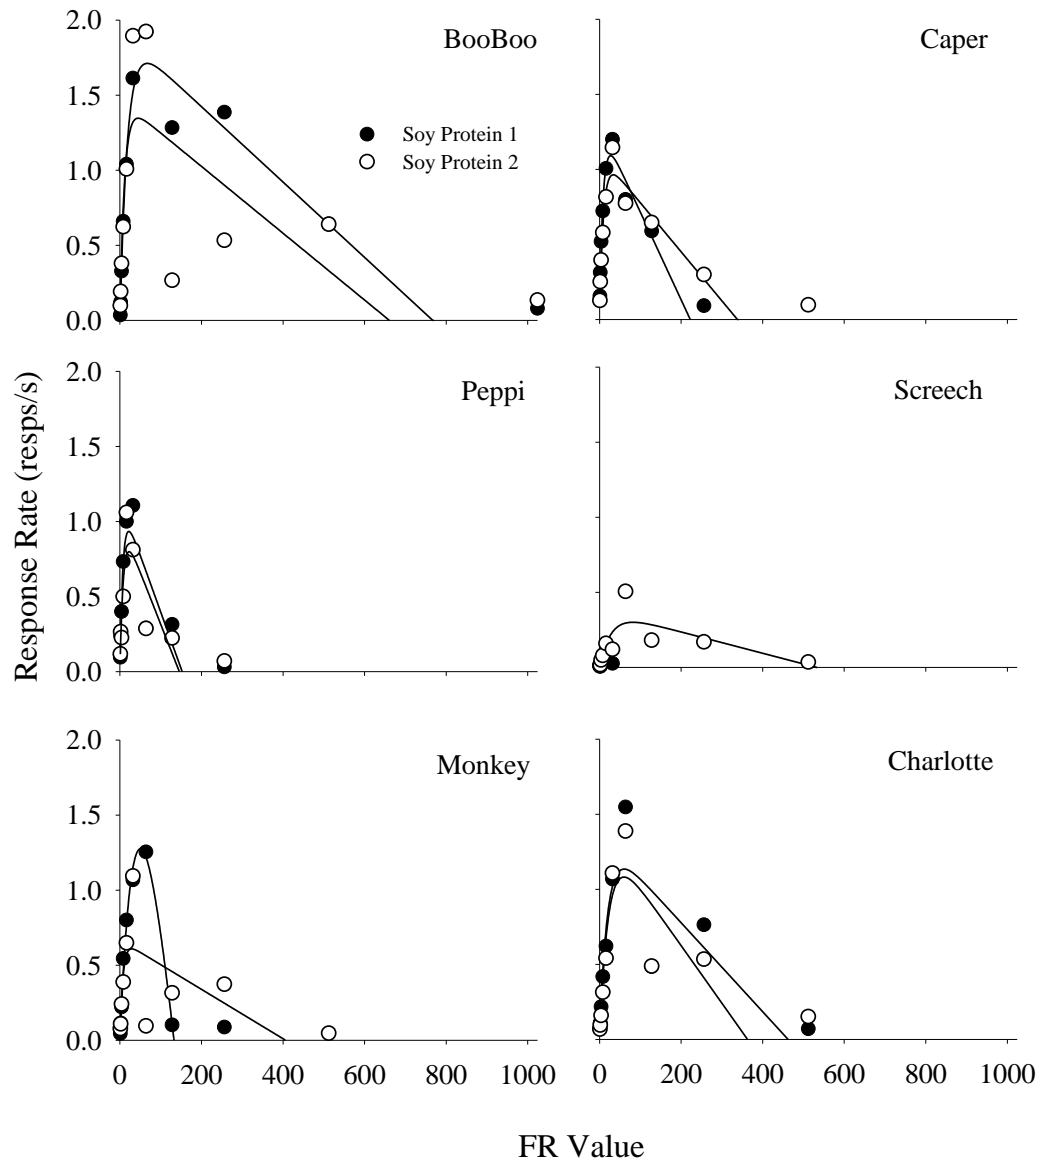 2.0
BooBoo
Caper
1.5
Soy Protein 1
Soy Protein 2
1.0
0.5
0.0
2.0
Peppi
Screech
1.5
1.0
0.5
0.0
Response Rate (resps/s)
2.0
Monkey
Charlotte
1.5
1.0
0.5
0.0
0 200 400 600 800 1000
0 200 400 600 800 1000
FR Value